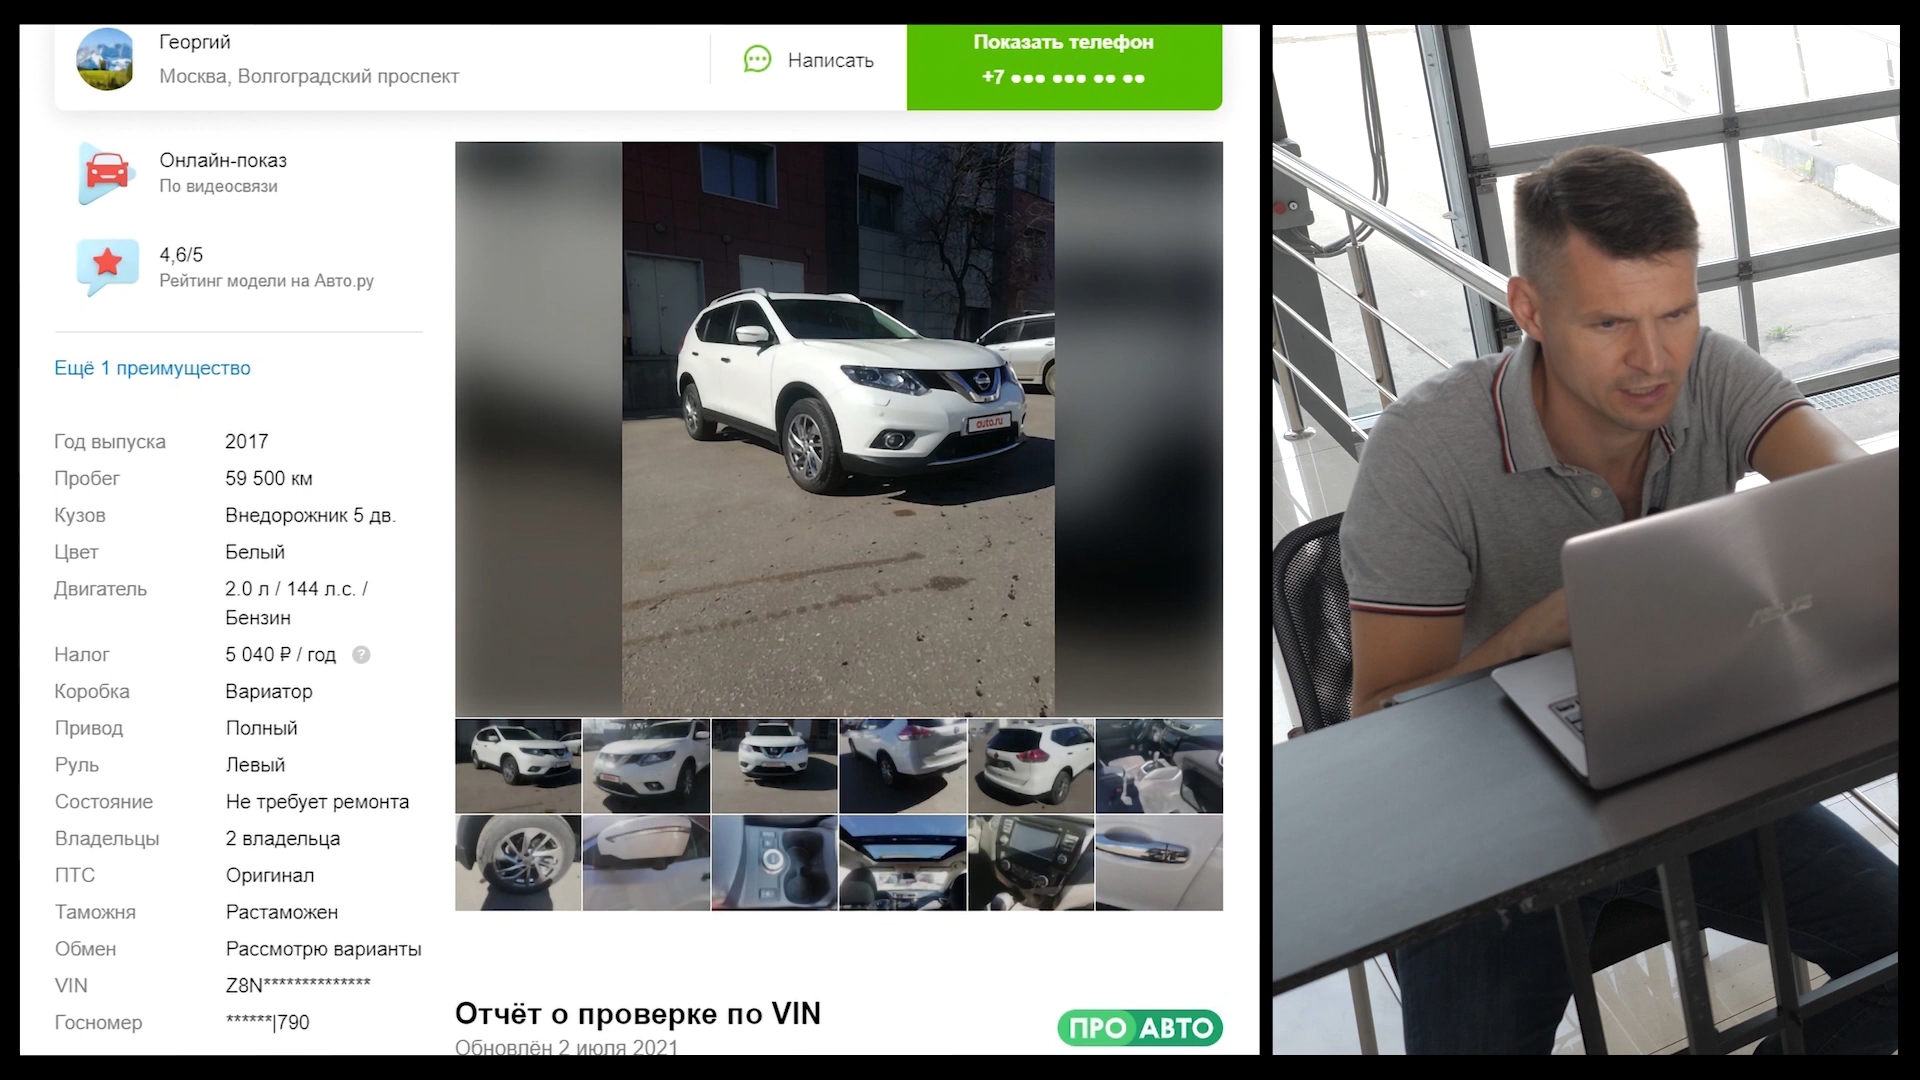 Георгий
Москва, Волгоградский проспект
Написать
Показать телефон
+7 ••• ••• •• ••
Онлайн-показ
По видеосвязи
4,6/5
Рейтинг модели на Авто.ру
Ещё 1 преимущество
Год выпуска 2017
Пробег 59 500 км
Кузов Внедорожник 5 дв.
Цвет Белый
Двигатель 2.0 л / 144 л.с. /
Бензин
Налог 5 040 ₽ / год ?
Коробка Вариатор
Привод Полный
Руль Левый
Состояние Не требует ремонта
Владельцы 2 владельца
ПТС Оригинал
Таможня Растаможен
Обмен Рассмотрю варианты
VIN Z8N**************
Госномер ******|790
auto.ru
Отчёт о проверке по VIN
Обновлён 2 июля 2021
ПРО АВТО
ASUS